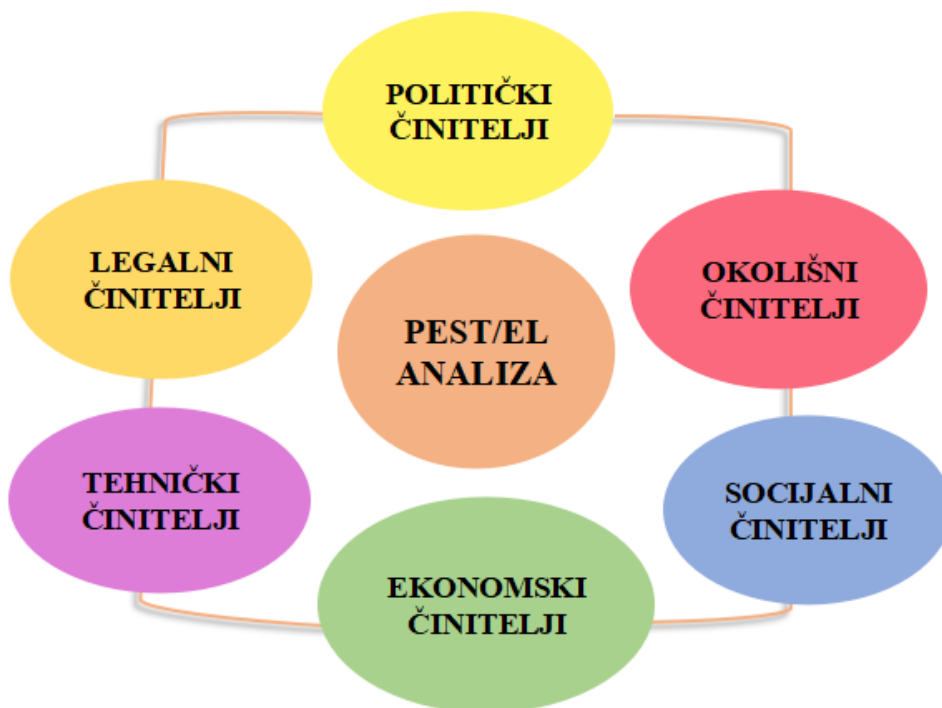 POLITIČKI
ČINITELJI
LEGALNI
ČINITELJI
OKOLIŠNI
ČINITELJI
PEST/EL
ANALIZA
TEHNIČKI
ČINITELJI
SOCIJALNI
ČINITELJI
EKONOMSKI
ČINITELJI